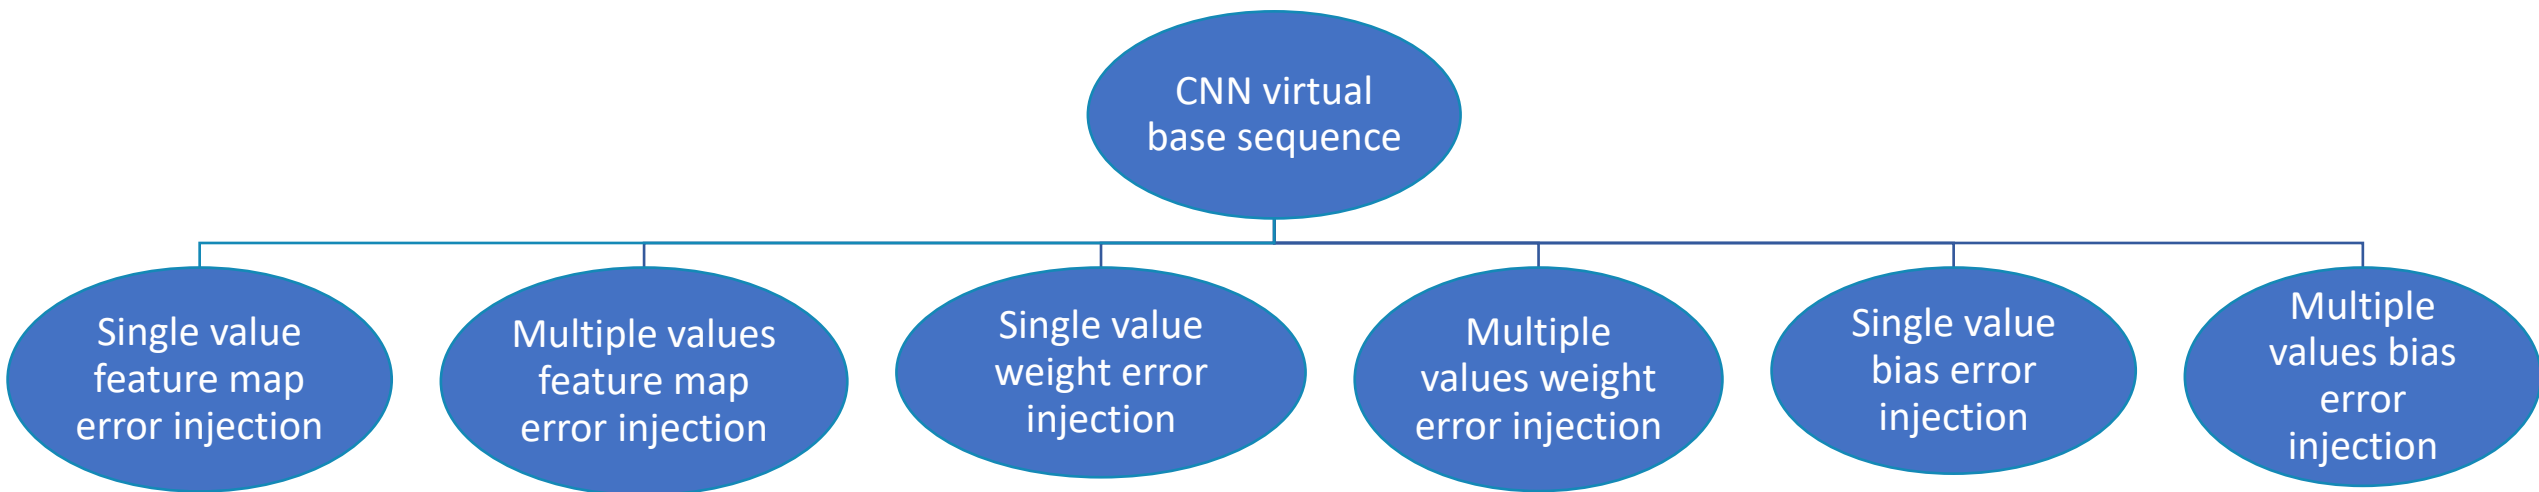 CNN virtual
base sequence
Single value
feature map
error injection
Multiple values
feature map
error injection
Single value
weight error
injection
Multiple
values weight
error injection
Single value
bias error
injection
Multiple
values bias
error
injection